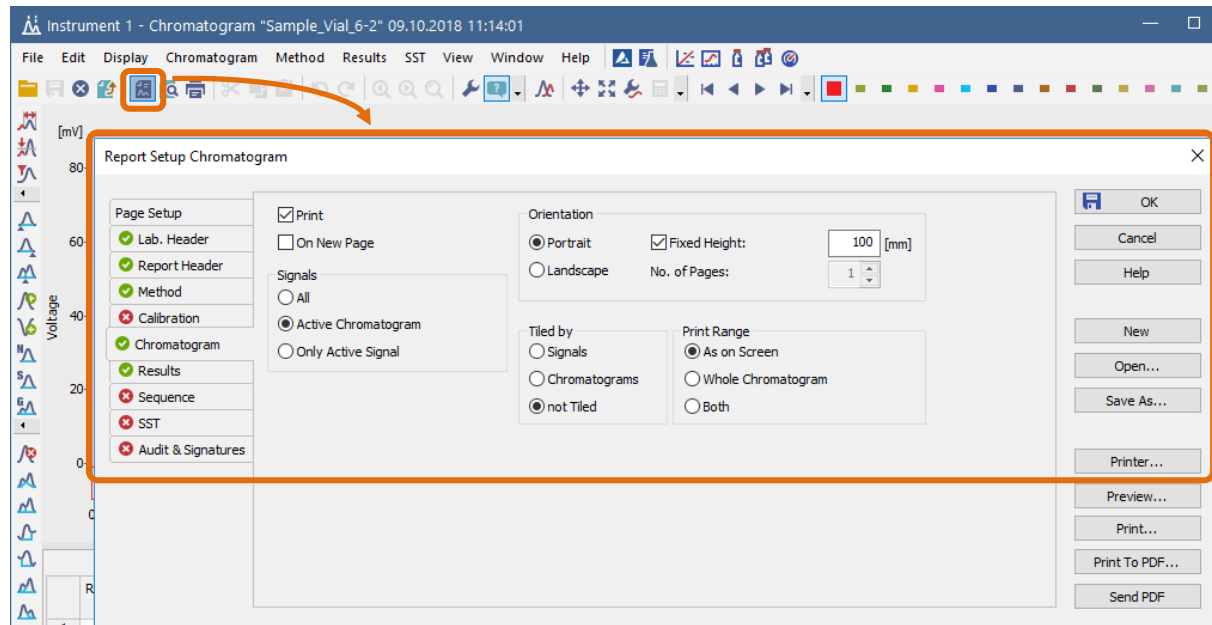 Instrument 1 - Chromatogram "Sample_Vial_6-2" 09.10.2018 11:14:01
File Edit Display Chromatogram Method Results SST View Window Help
[mV]
80
60
40
20
0
Voltage
0
R
Report Setup Chromatogram
Page Setup
Lab. Header
Report Header
Method
Calibration
Chromatogram
Results
Sequence
SST
Audit & Signatures
Print
On New Page
Signals
All
Active Chromatogram
Only Active Signal
Orientation
Portrait Fixed Height: 100 [mm]
Landscape No. of Pages: 1
Tiled by
Signals
Chromatograms
not Tiled
Print Range
As on Screen
Whole Chromatogram
Both
OK
Cancel
Help
New
Open...
Save As...
Printer...
Preview...
Print...
Print To PDF...
Send PDF